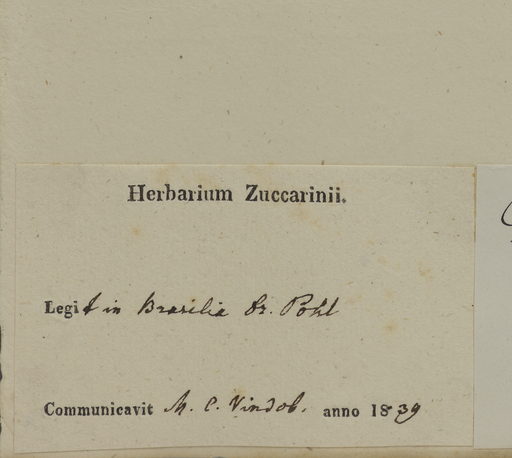 Herbarium Zuccarinii.
Legit in Brasilia Dr. Pohl
Communicavit M. C. Vindob. anno 1839